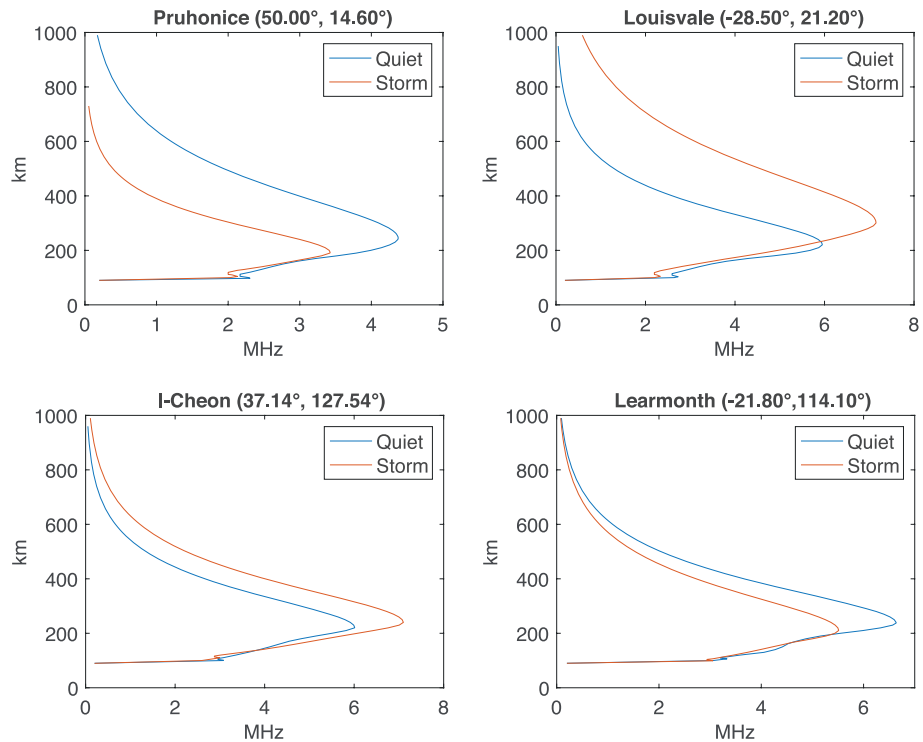 Pruhonice (50.00°, 14.60°)
1000
800
600
400
200
0
km
0 1 2 3 4 5
MHz
Quiet
Storm
Louisvale (-28.50°, 21.20°)
1000
800
600
400
200
0
km
0 2 4 6 8
MHz
Quiet
Storm
I-Cheon (37.14°, 127.54°)
1000
800
600
400
200
0
km
0 2 4 6 8
MHz
Quiet
Storm
Learmonth (-21.80°,114.10°)
1000
800
600
400
200
0
km
0 2 4 6
MHz
Quiet
Storm